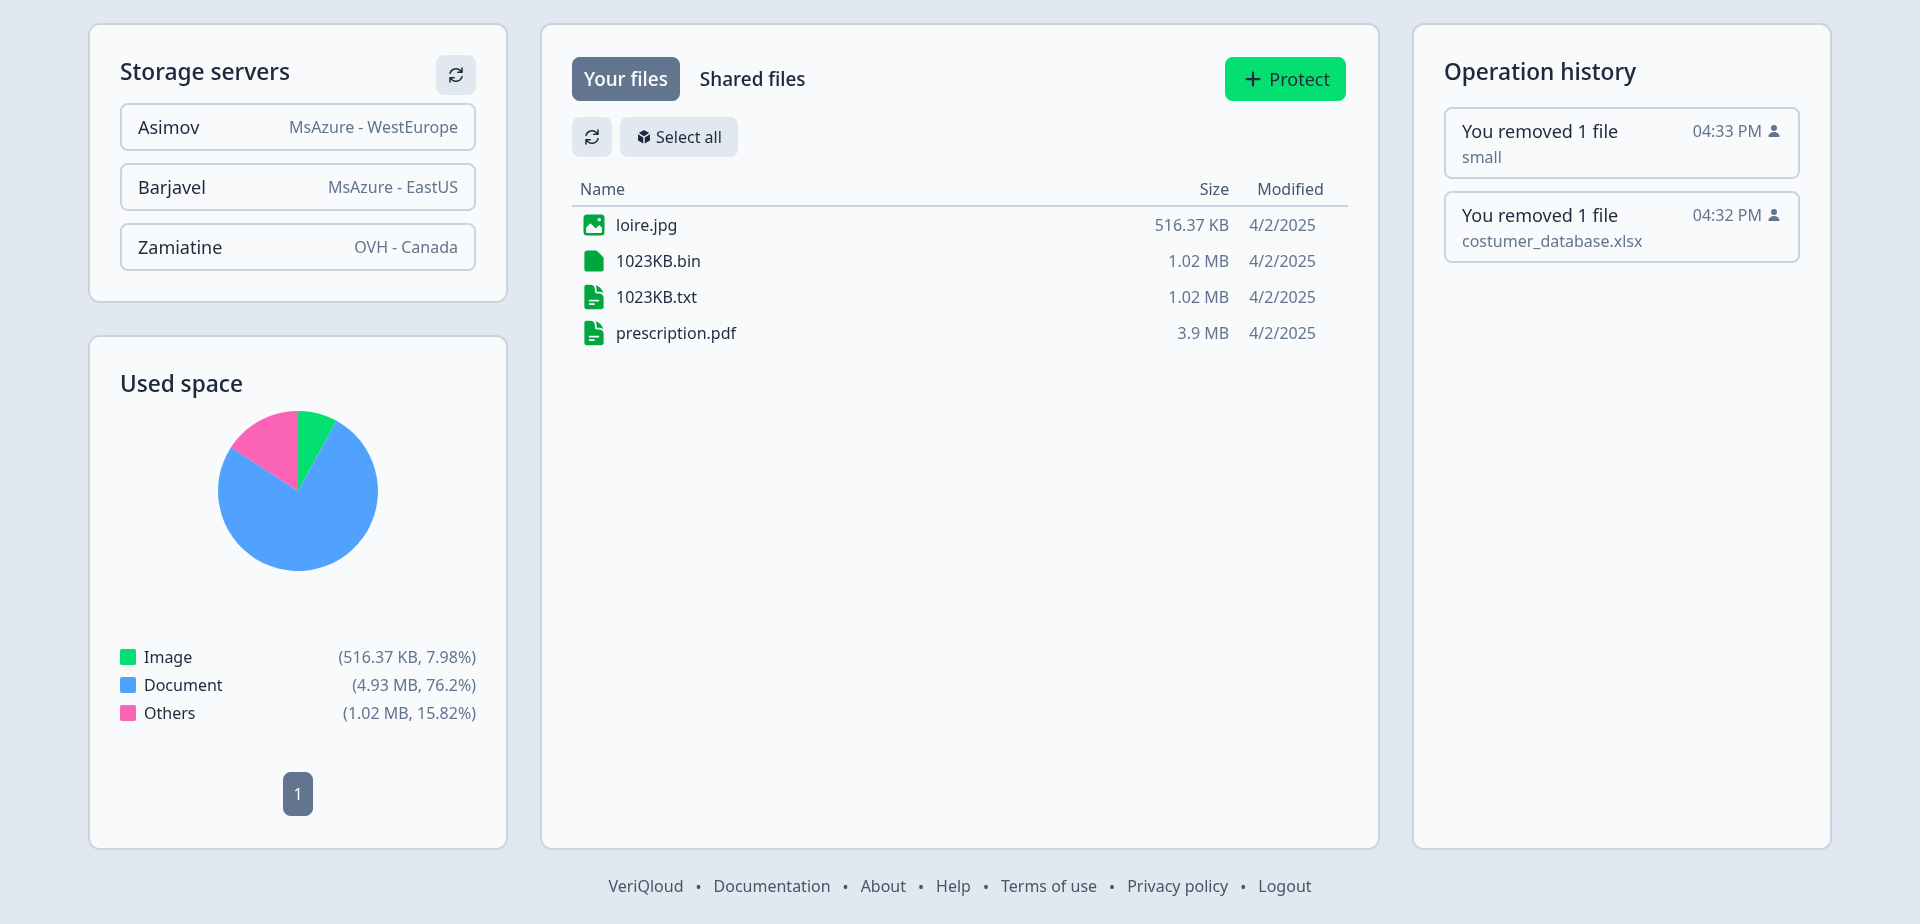 Storage servers
Asimov MsAzure - WestEurope
Barjavel MsAzure - EastUS
Zamiatine OVH - Canada
Used space
Image (516.37 KB, 7.98%)
Document (4.93 MB, 76.2%)
Others (1.02 MB, 15.82%)
1
Your files Shared files Protect
Select all
Name Size Modified
loire.jpg 516.37 KB 4/2/2025
1023KB.bin 1.02 MB 4/2/2025
1023KB.txt 1.02 MB 4/2/2025
prescription.pdf 3.9 MB 4/2/2025
Operation history
You removed 1 file 04:33 PM
small
You removed 1 file 04:32 PM
costumer_database.xlsx
VeriQloud • Documentation • About • Help • Terms of use • Privacy policy • Logout